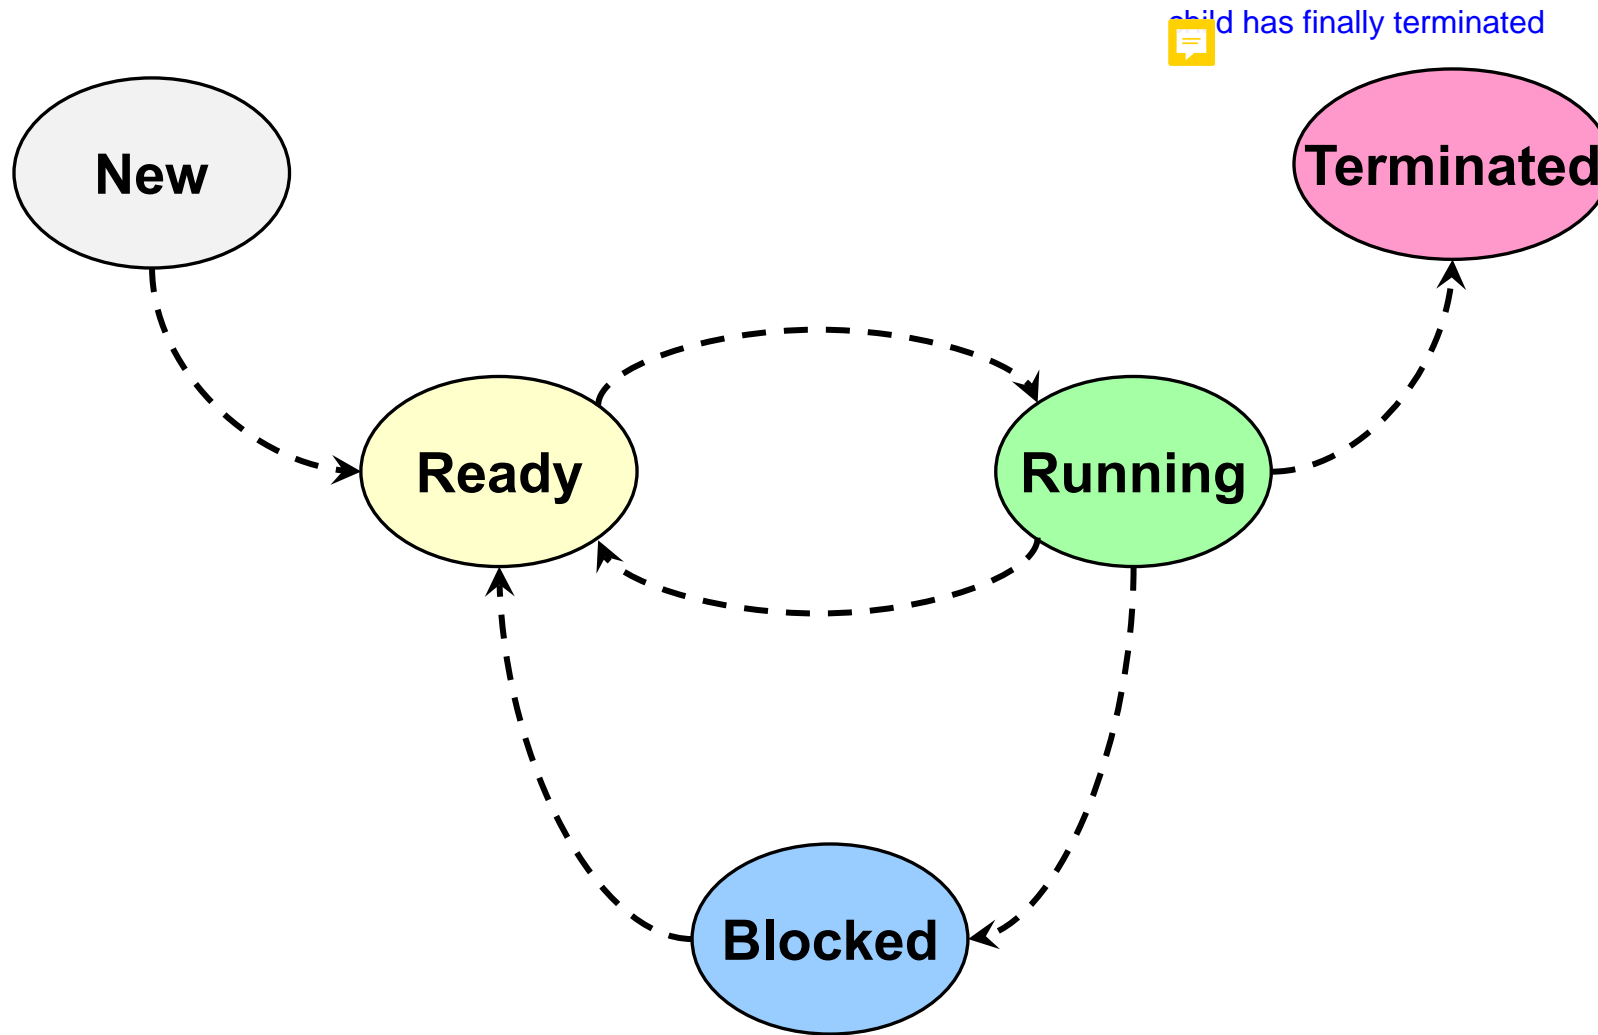 child has finally terminated
New
Terminated
Ready
Running
Blocked